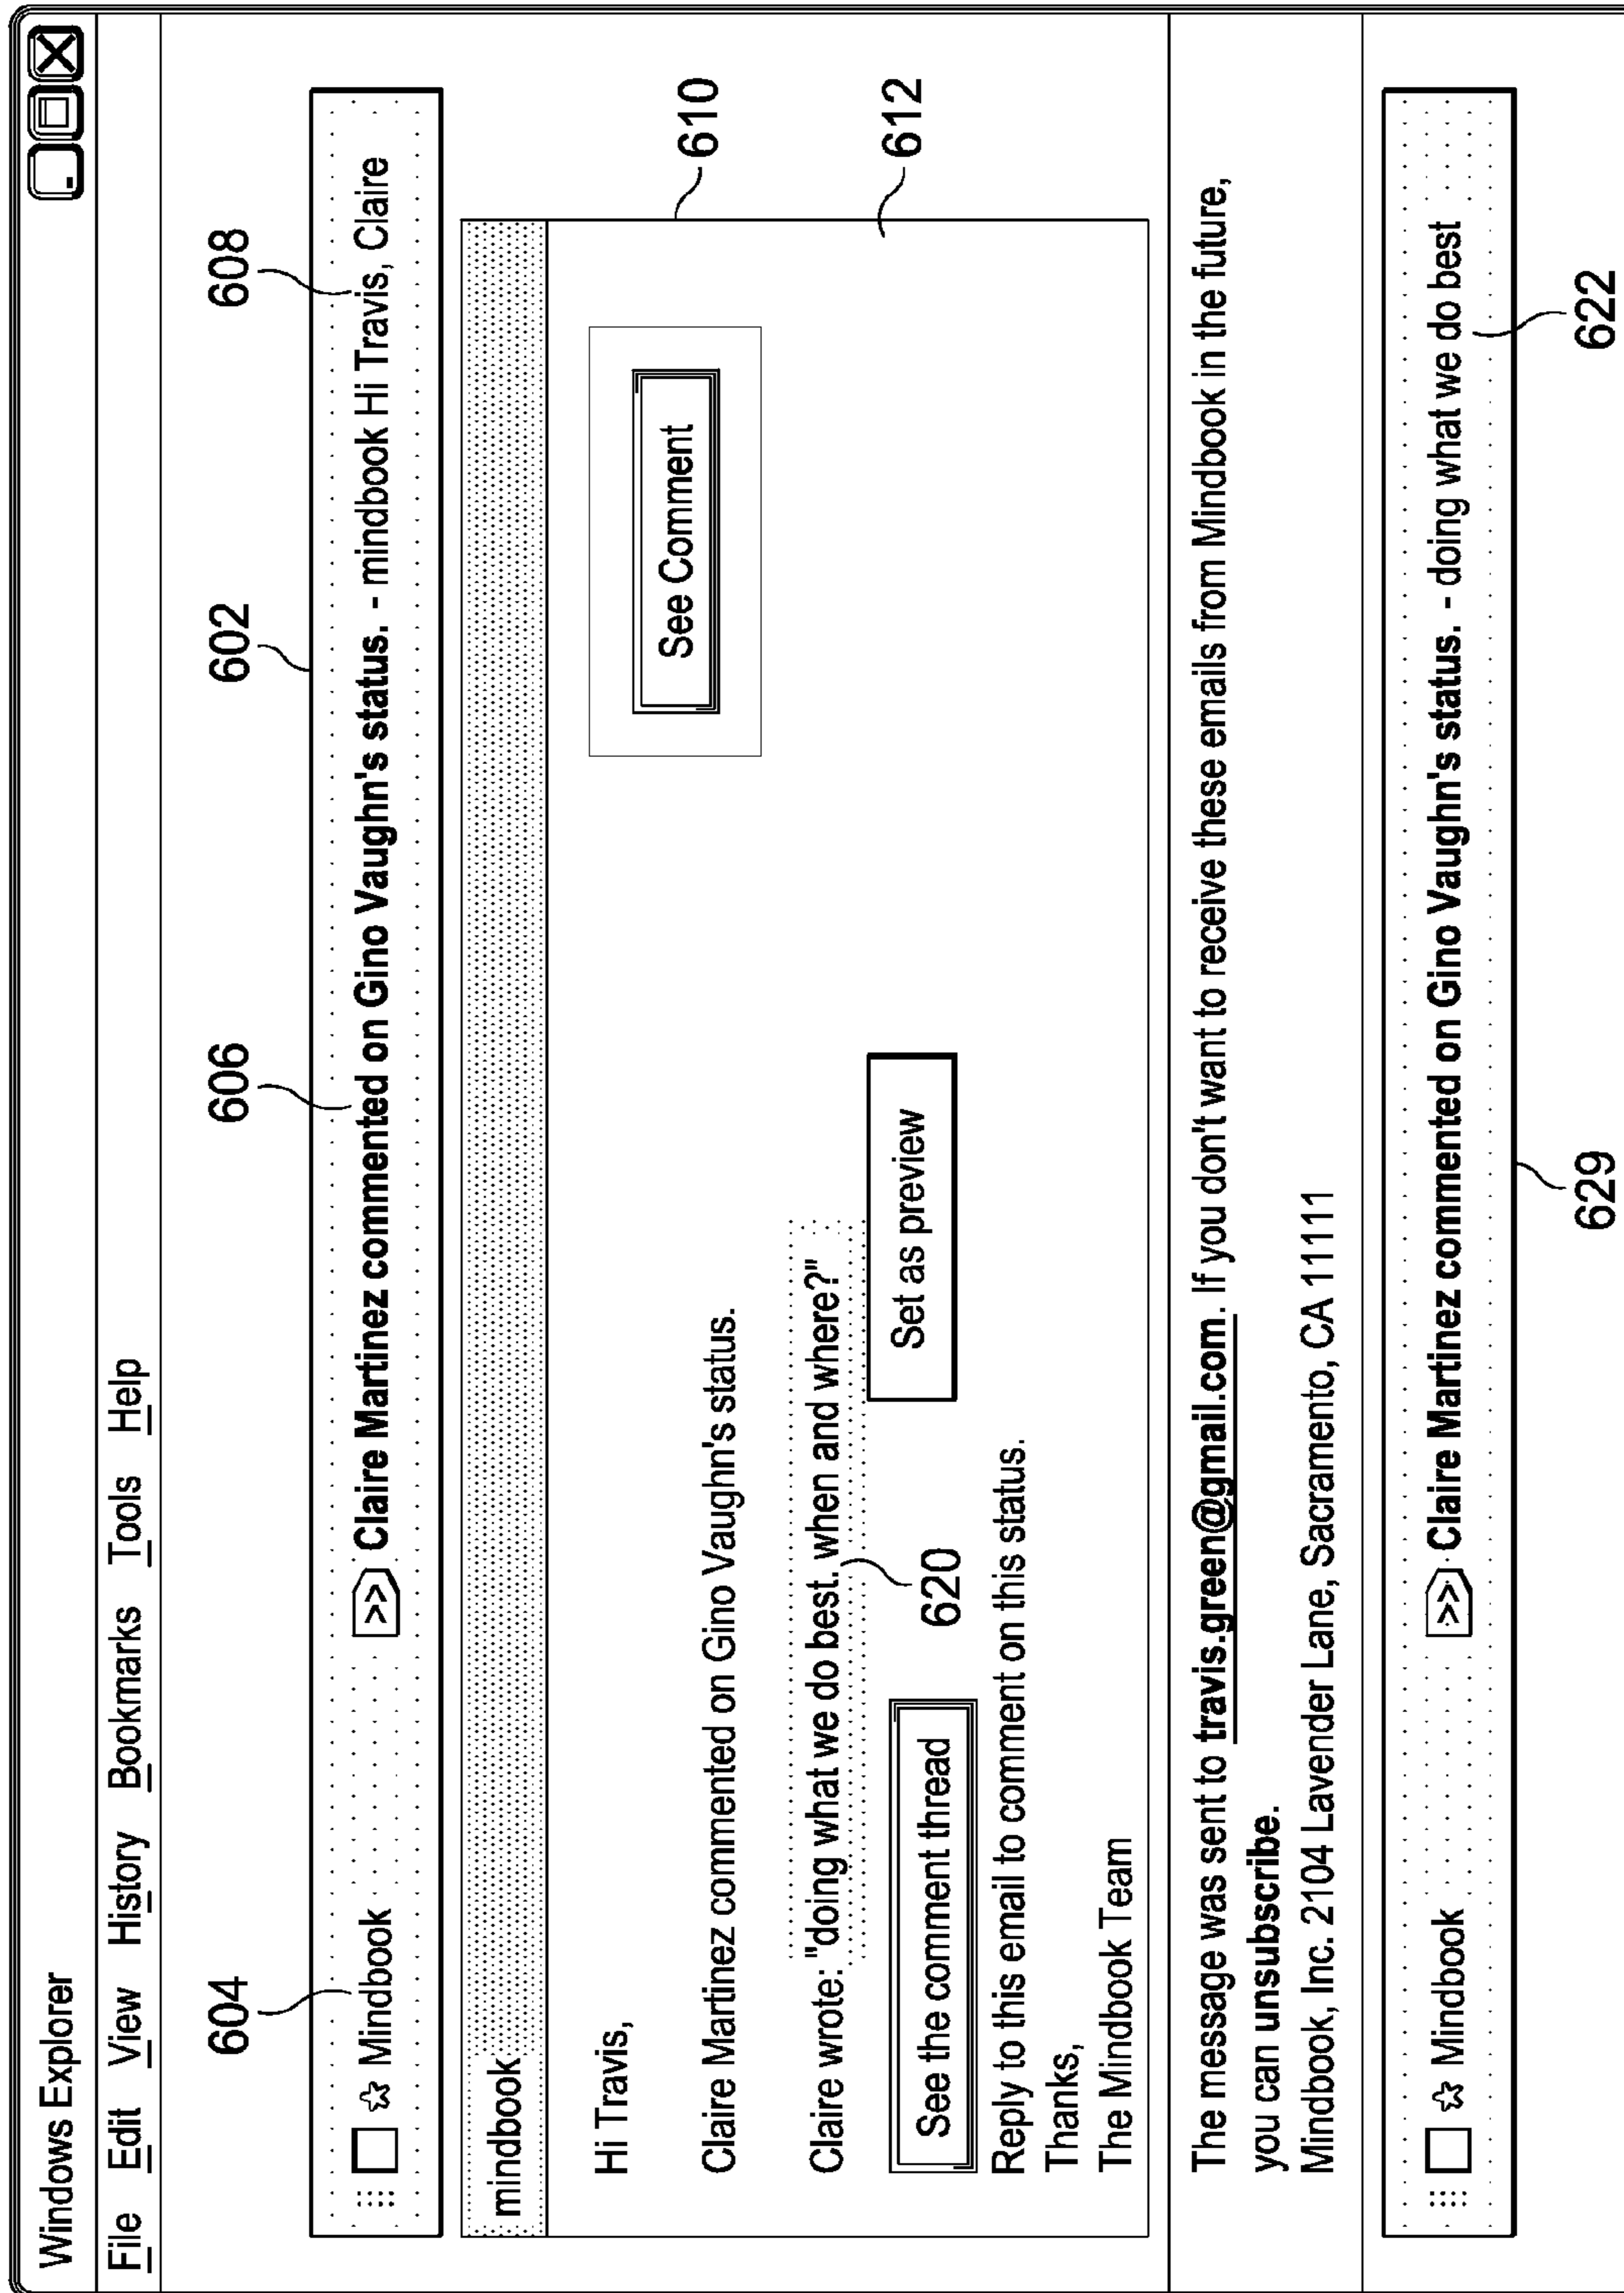 Windows Explorer
File Edit View History Bookmarks Tools Help
604 606 602 608
Mindbook >> Claire Martinez commented on Gino Vaughn's status. - mindbook Hi Travis, Claire
mindbook
610
Hi Travis,
See Comment
Claire Martinez commented on Gino Vaughn's status.
612
Claire wrote: "doing what we do best. when and where?"
See the comment thread
620
Set as preview
Reply to this email to comment on this status.
Thanks,
The Mindbook Team
The message was sent to travis.green@gmail.com. If you don't want to receive these emails from Mindbook in the future,
you can unsubscribe.
Mindbook, Inc. 2104 Lavender Lane, Sacramento, CA 11111
Mindbook >> Claire Martinez commented on Gino Vaughn's status. - doing what we do best
629 622